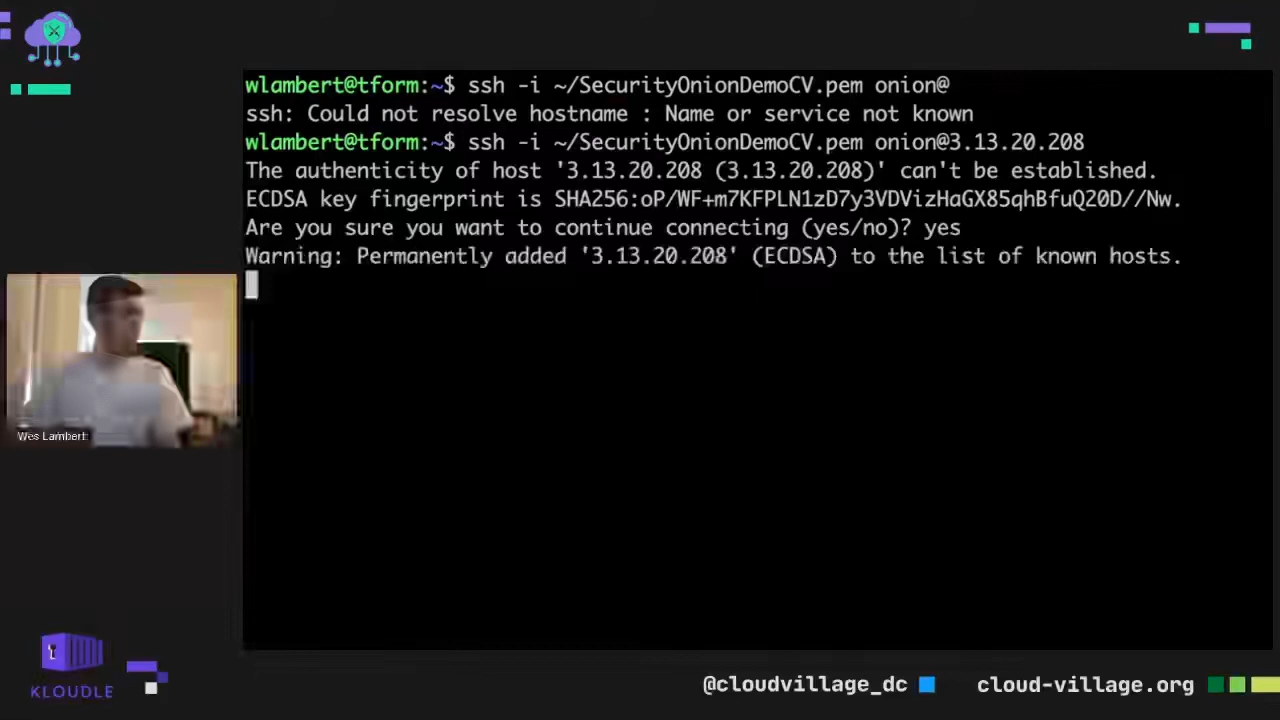 wlambert@tform:~$ ssh -i ~/SecurityOnionDemoCV.pem onion@
ssh: Could not resolve hostname : Name or service not known
wlambert@tform:~$ ssh -i ~/SecurityOnionDemoCV.pem onion@3.13.20.208
The authenticity of host '3.13.20.208 (3.13.20.208)' can't be established.
ECDSA key fingerprint is SHA256:oP/WF+m7KFPLN1zD7y3VDVizHaGX85qhBfuQ20D//Nw.
Are you sure you want to continue connecting (yes/no)? yes
Warning: Permanently added '3.13.20.208' (ECDSA) to the list of known hosts.
Wes Lambert
KLOUDLE
@cloudvillage_dc
cloud-village.org